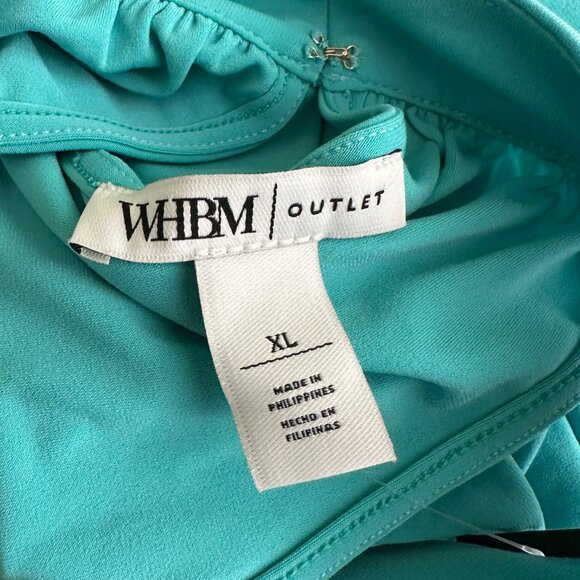 WHBM | OUTLET
XL
MADE IN
PHILIPPINES
HECHO EN
FILIPINAS